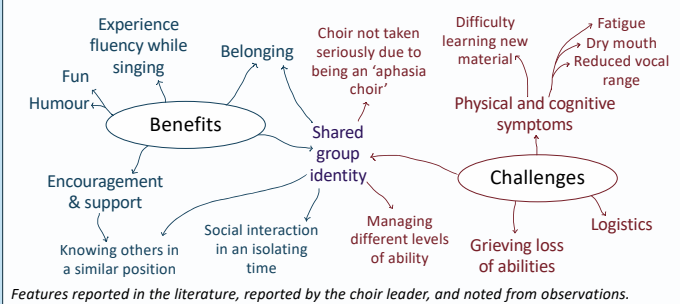 Experience
fluency while
singing
Belonging
Fun
Humour
Benefits
Encouragement
& support
Knowing others in
a similar position
Social interaction
in an isolating
time
Shared
group
identity
Choir not taken
seriously due to
being an ‘aphasia
choir’
Managing
different levels
of ability
Difficulty
learning new
material
Fatigue
Dry mouth
Reduced vocal
range
Physical and cognitive
symptoms
Challenges
Grieving loss
of abilities
Logistics
Features reported in the literature, reported by the choir leader, and noted from observations.